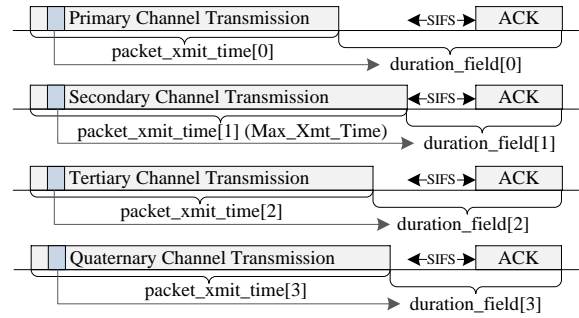 Primary Channel Transmission SIFS ACK
packet_xmit_time[0] duration_field[0]
Secondary Channel Transmission SIFS ACK
packet_xmit_time[1] (Max_Xmt_Time) duration_field[1]
Tertiary Channel Transmission SIFS ACK
packet_xmit_time[2] duration_field[2]
Quaternary Channel Transmission SIFS ACK
packet_xmit_time[3] duration_field[3]